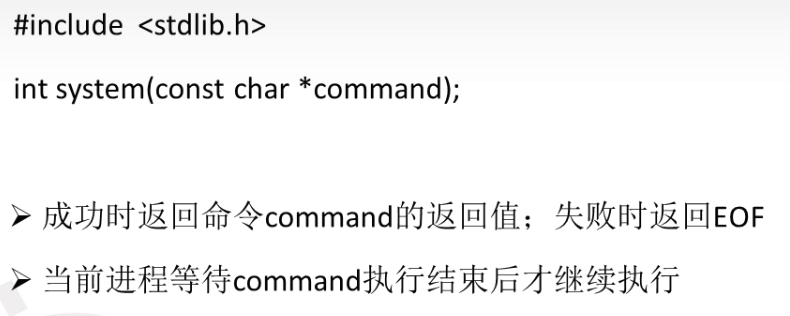 #include <stdlib.h>
int system(const char *command);
➢ 成功时返回命令command的返回值；失败时返回EOF
➢ 当前进程等待command执行结束后才继续执行